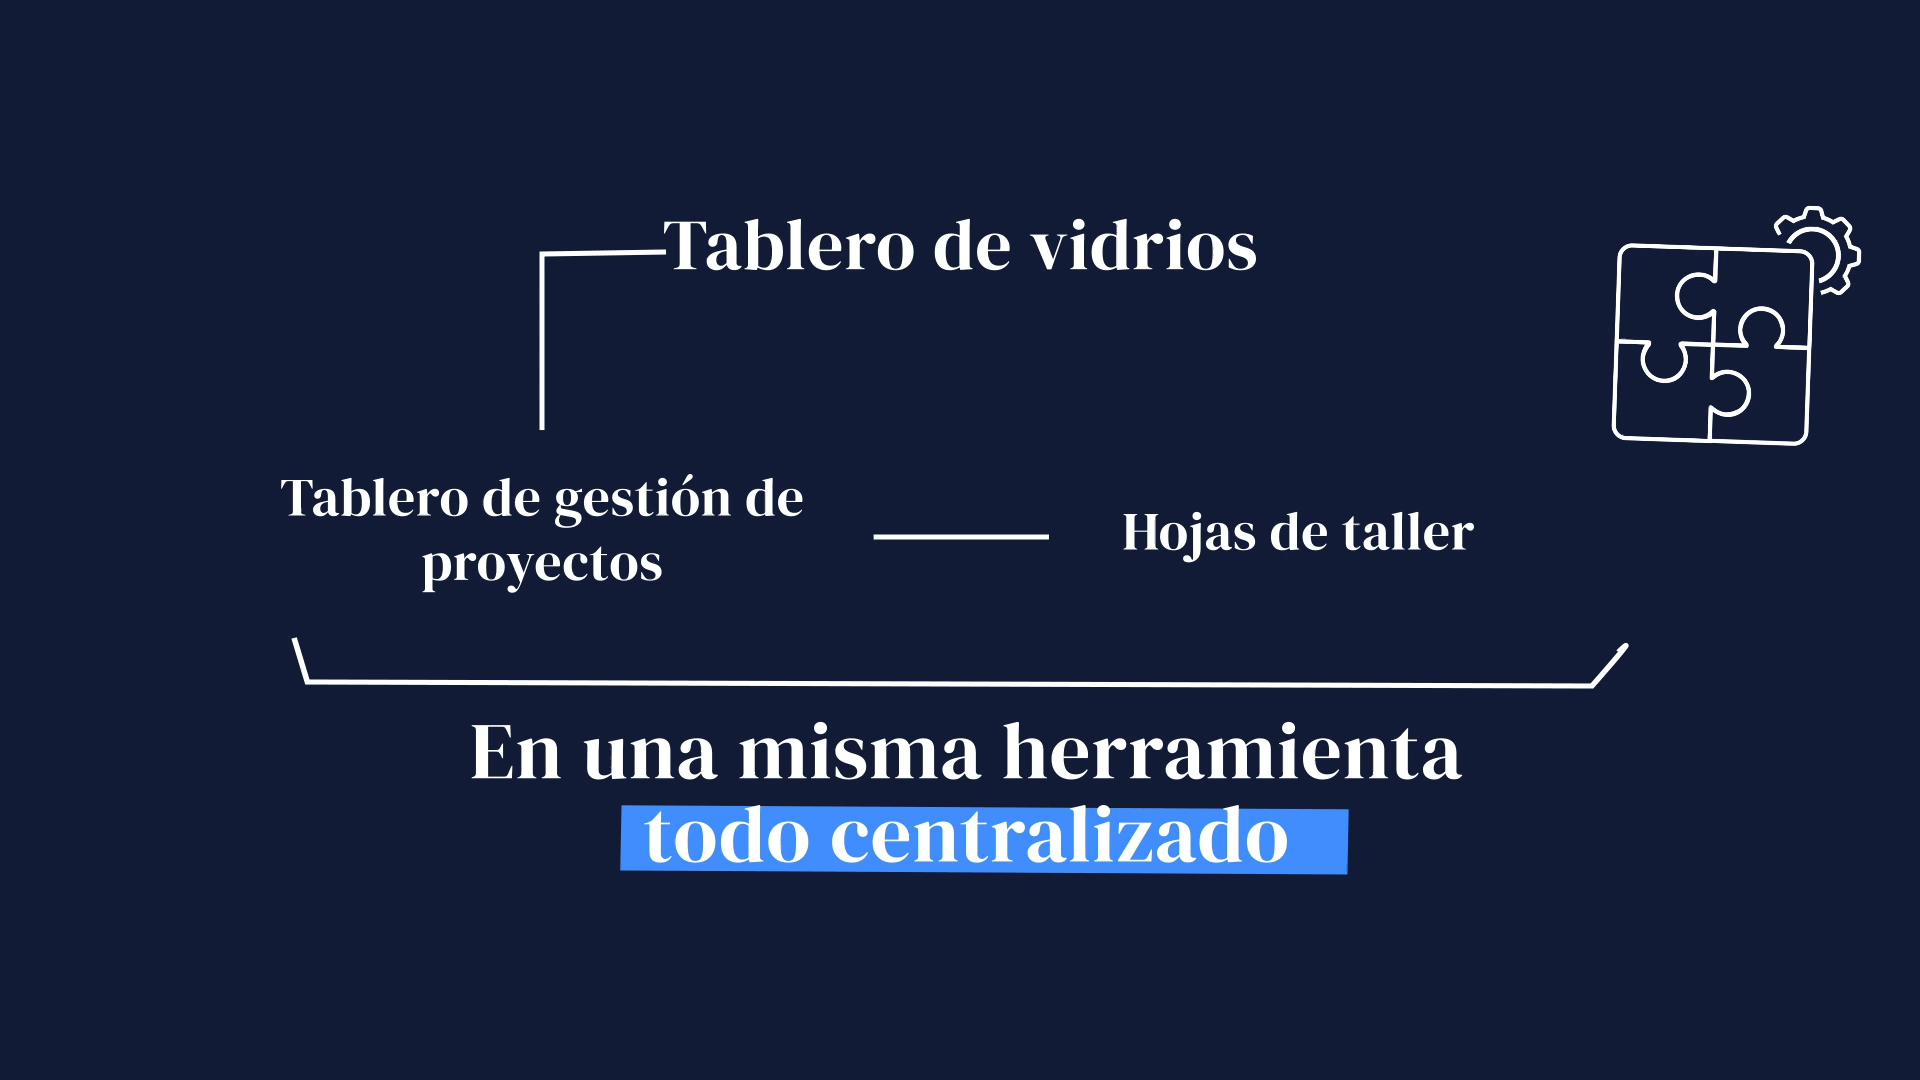 Tablero de vidrios
Tablero de gestión de
proyectos
Hojas de taller
En una misma herramienta
todo centralizado